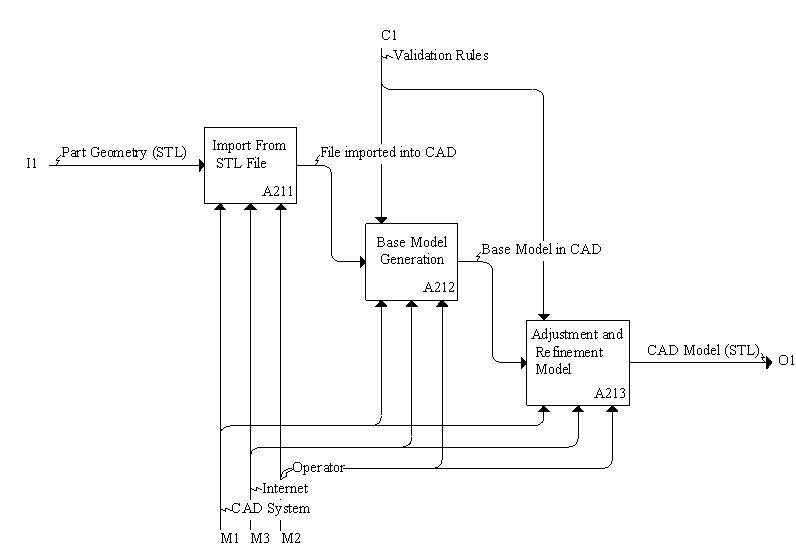 C1
Validation Rules
Import From
STL File
A211
Part Geometry (STL)
I1
File imported into CAD
Base Model
Generation
A212
Base Model in CAD
Adjustment and
Refinement
Model
A213
CAD Model (STL)
O1
Operator
Internet
CAD System
M1 M3 M2